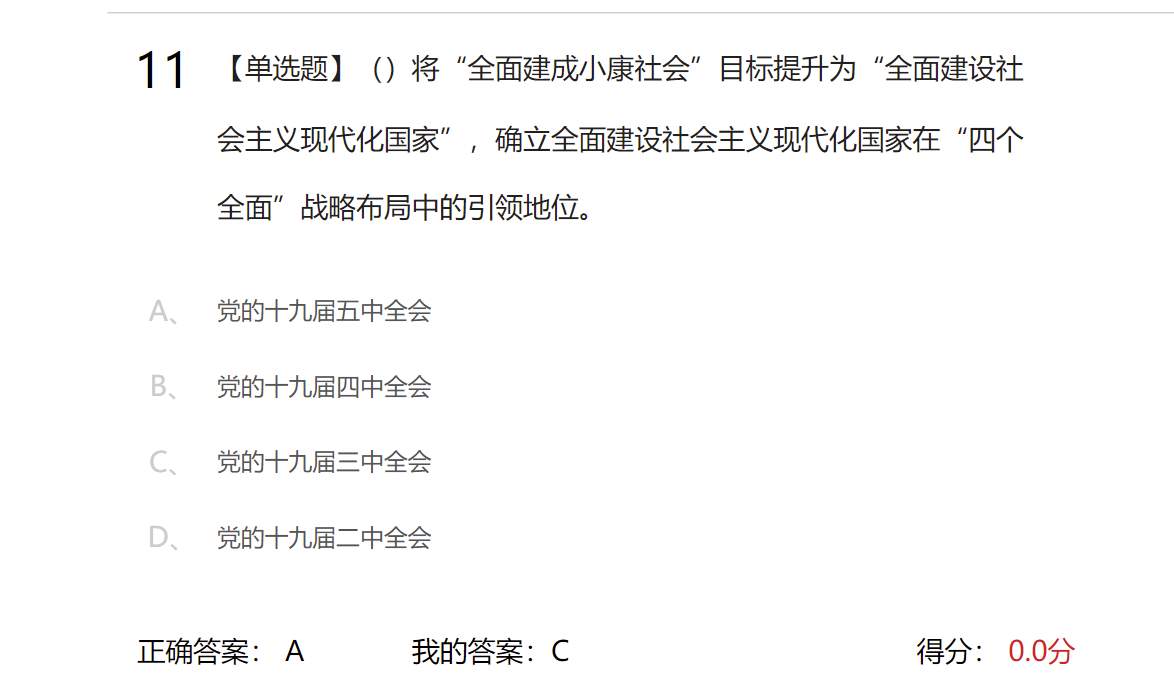 11 【单选题】（）将“全面建成小康社会”目标提升为“全面建设社
会主义现代化国家”，确立全面建设社会主义现代化国家在“四个
全面”战略布局中的引领地位。
A、 党的十九届五中全会
B、 党的十九届四中全会
C、 党的十九届三中全会
D、 党的十九届二中全会
正确答案： A 我的答案：C 得分： 0.0分